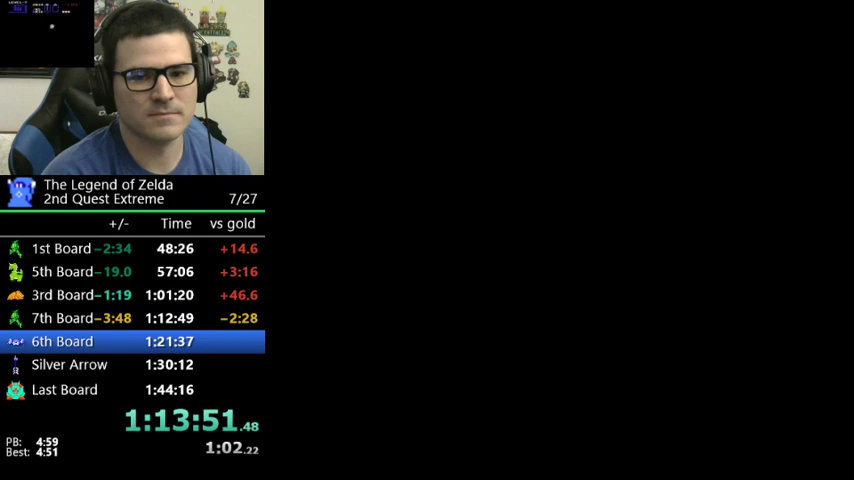 The Legend of Zelda
2nd Quest Extreme 7/27
+/- Time vs gold
1st Board −2:34 48:26 +14.6
5th Board −19.0 57:06 +3:16
3rd Board −1:19 1:01:20 +46.6
7th Board −3:48 1:12:49 −2:28
6th Board 1:21:37
Silver Arrow 1:30:12
Last Board 1:44:16
1:13:51.48
PB: 4:59 1:02.22
Best: 4:51